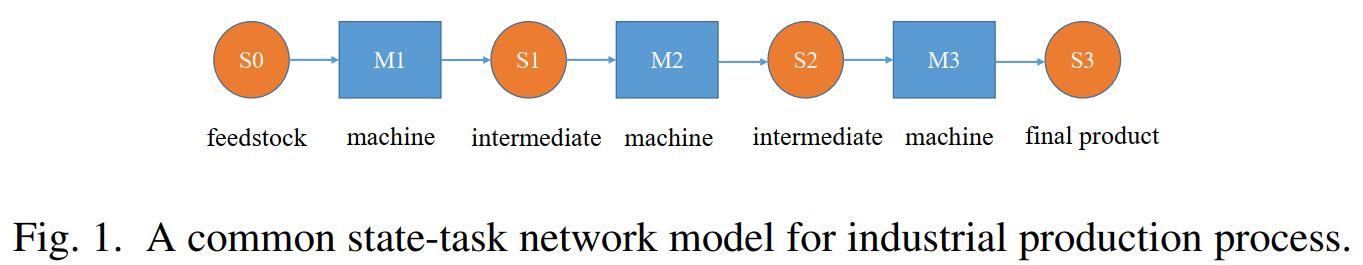 S0 M1 S1 M2 S2 M3 S3
feedstock machine intermediate machine intermediate machine final product
Fig. 1. A common state-task network model for industrial production process.